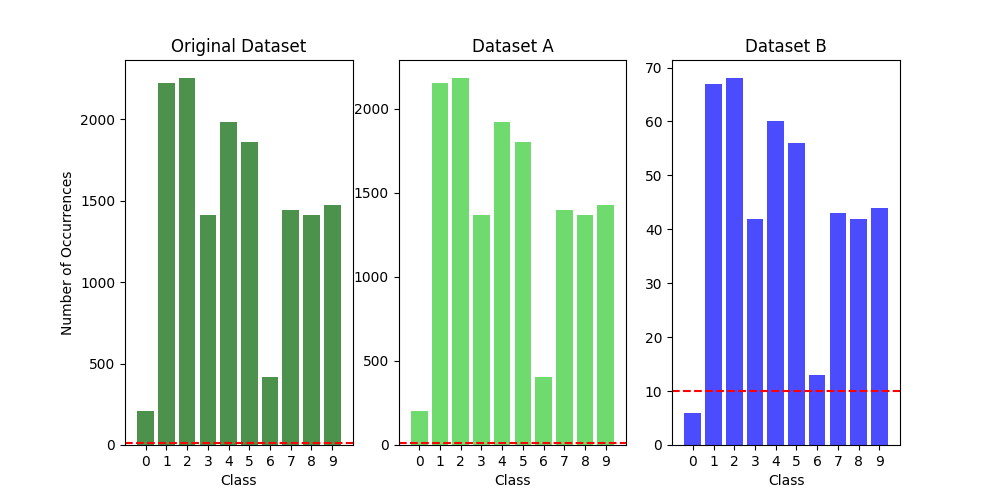 Original Dataset
Number of Occurrences
2000
1500
1000
500
0
0 1 2 3 4 5 6 7 8 9
Class
Dataset A
2000
1500
1000
500
0
0 1 2 3 4 5 6 7 8 9
Class
Dataset B
70
60
50
40
30
20
10
0
0 1 2 3 4 5 6 7 8 9
Class